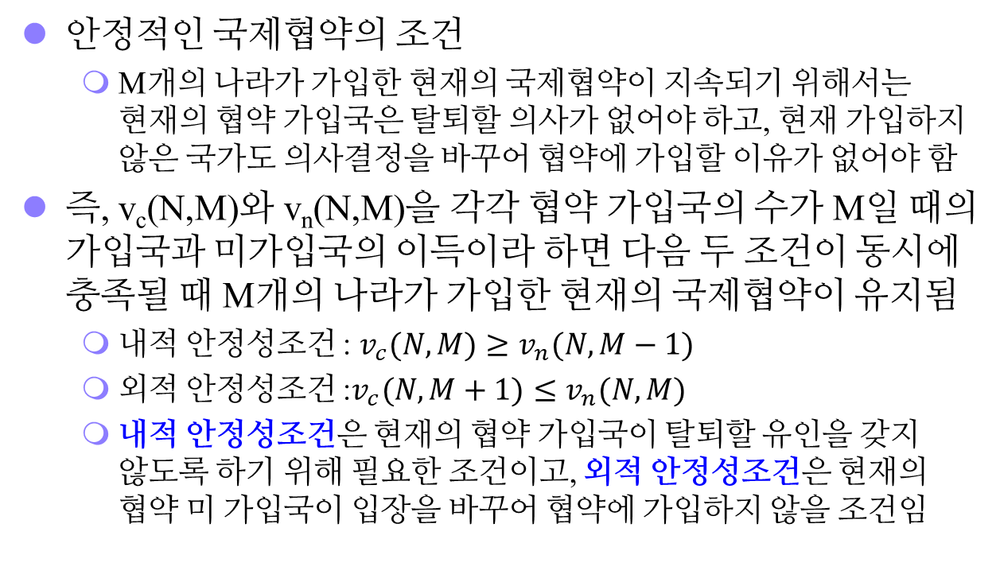 안정적인 국제협약의 조건
M개의 나라가 가입한 현재의 국제협약이 지속되기 위해서는
현재의 협약 가입국은 탈퇴할 의사가 없어야 하고, 현재 가입하지
않은 국가도 의사결정을 바꾸어 협약에 가입할 이유가 없어야 함
즉, v_c(N,M)와 v_n(N,M)을 각각 협약 가입국의 수가 M일 때의
가입국과 미가입국의 이득이라 하면 다음 두 조건이 동시에
충족될 때 M개의 나라가 가입한 현재의 국제협약이 유지됨
내적 안정성조건 : v_c(N, M) ≥ v_n(N, M − 1)
외적 안정성조건 :v_c(N, M + 1) ≤ v_n(N, M)
내적 안정성조건은 현재의 협약 가입국이 탈퇴할 유인을 갖지
않도록 하기 위해 필요한 조건이고, 외적 안정성조건은 현재의
협약 미 가입국이 입장을 바꾸어 협약에 가입하지 않을 조건임